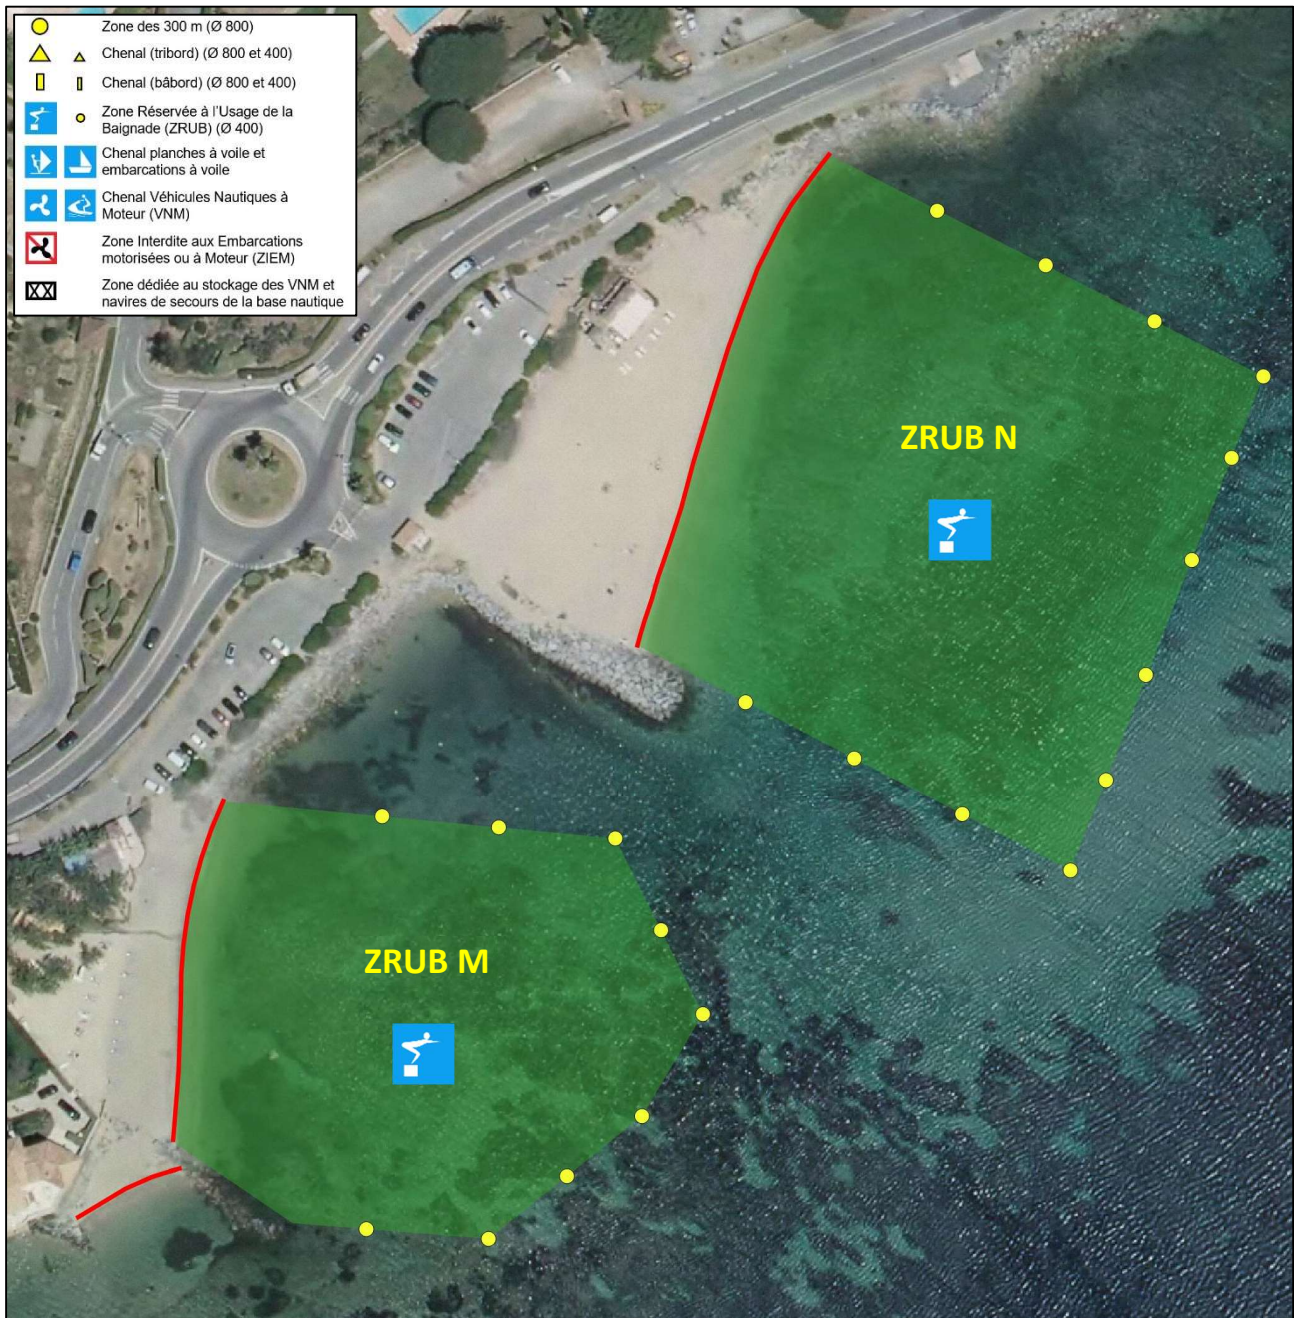 Zone des 300 m (Ø 800)
Chenal (tribord) (Ø 800 et 400)
Chenal (bâbord) (Ø 800 et 400)
Zone Réservée à l'Usage de la
Baignade (ZRUB) (Ø 400)
Chenal planches à voile et
embarcations à voile
Chenal Véhicules Nautiques à
Moteur (VNM)
Zone Interdite aux Embarcations
motorisées ou à Moteur (ZIEM)
Zone dédiée au stockage des VNM et
navires de secours de la base nautique
ZRUB N
ZRUB M